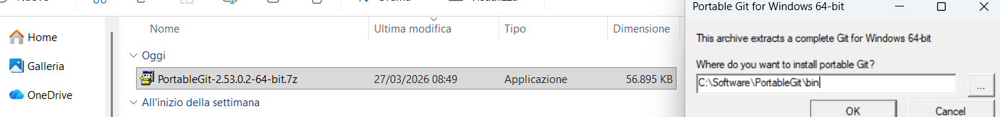 Portable Git for Windows 64-bit
Nome Ultima modifica Tipo Dimensione
Home
Galleria
OneDrive
Oggi
PortableGit-2.53.0.2-64-bit.7z 27/03/2026 08:49 Applicazione 56.895 KB
All'inizio della settimana
This archive extracts a complete Git for Windows 64-bit
Where do you want to install portable Git?
C:\Software\PortableGit\bin
...
OK Cancel